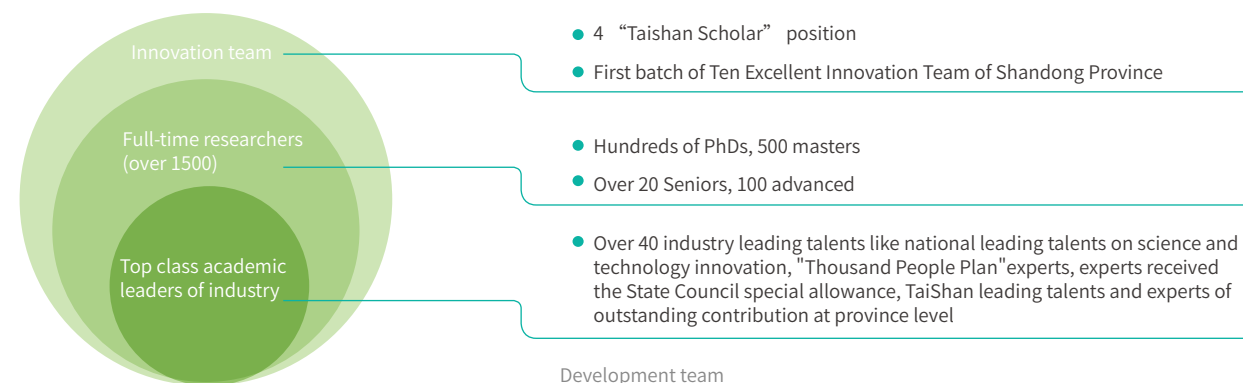 Innovation team
4 “Taishan Scholar” position
First batch of Ten Excellent Innovation Team of Shandong Province
Full-time researchers
(over 1500)
Hundreds of PhDs, 500 masters
Over 20 Seniors, 100 advanced
Top class academic
leaders of industry
Over 40 industry leading talents like national leading talents on science and
technology innovation, "Thousand People Plan"experts, experts received
the State Council special allowance, TaiShan leading talents and experts of
outstanding contribution at province level
Development team